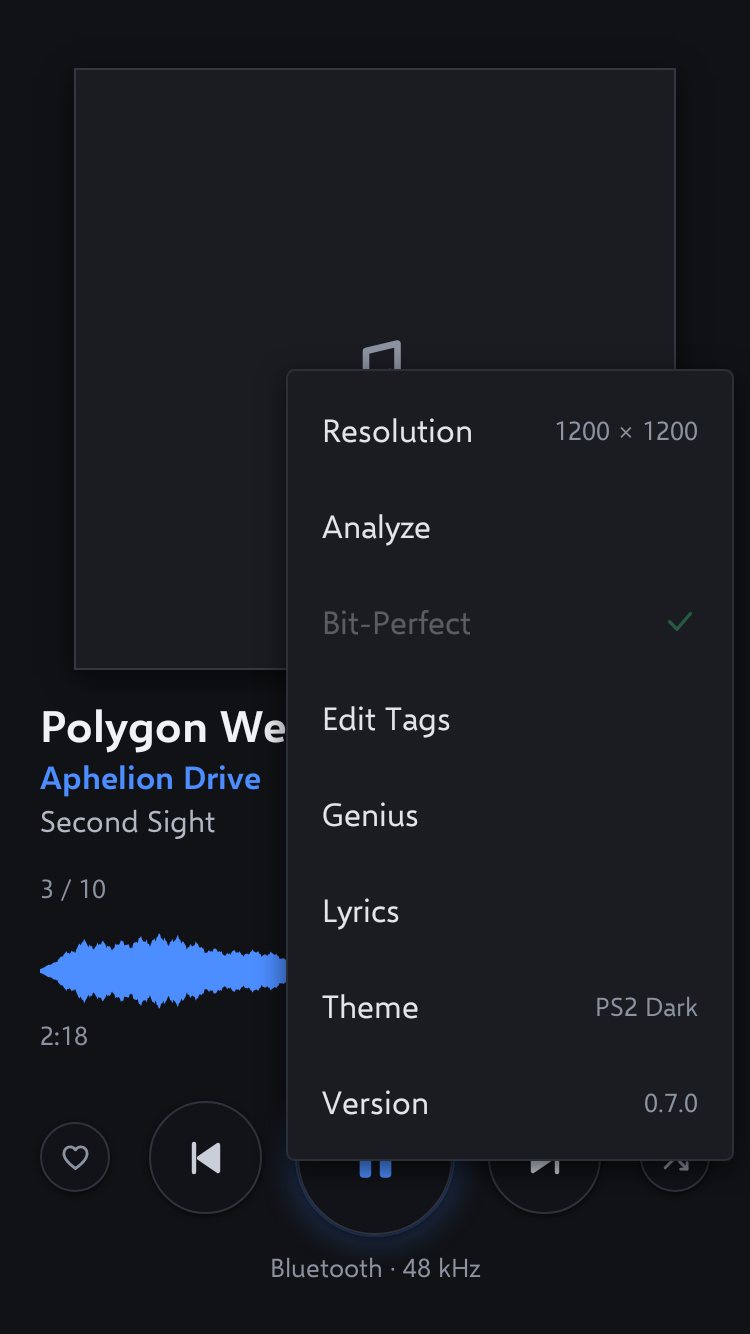 Resolution 1200 × 1200
Analyze
Bit-Perfect
Edit Tags
Genius
Lyrics
Theme PS2 Dark
Version 0.7.0
Polygon
Aphelion Drive
Second Sight
3 / 10
2:18
Bluetooth · 48 kHz